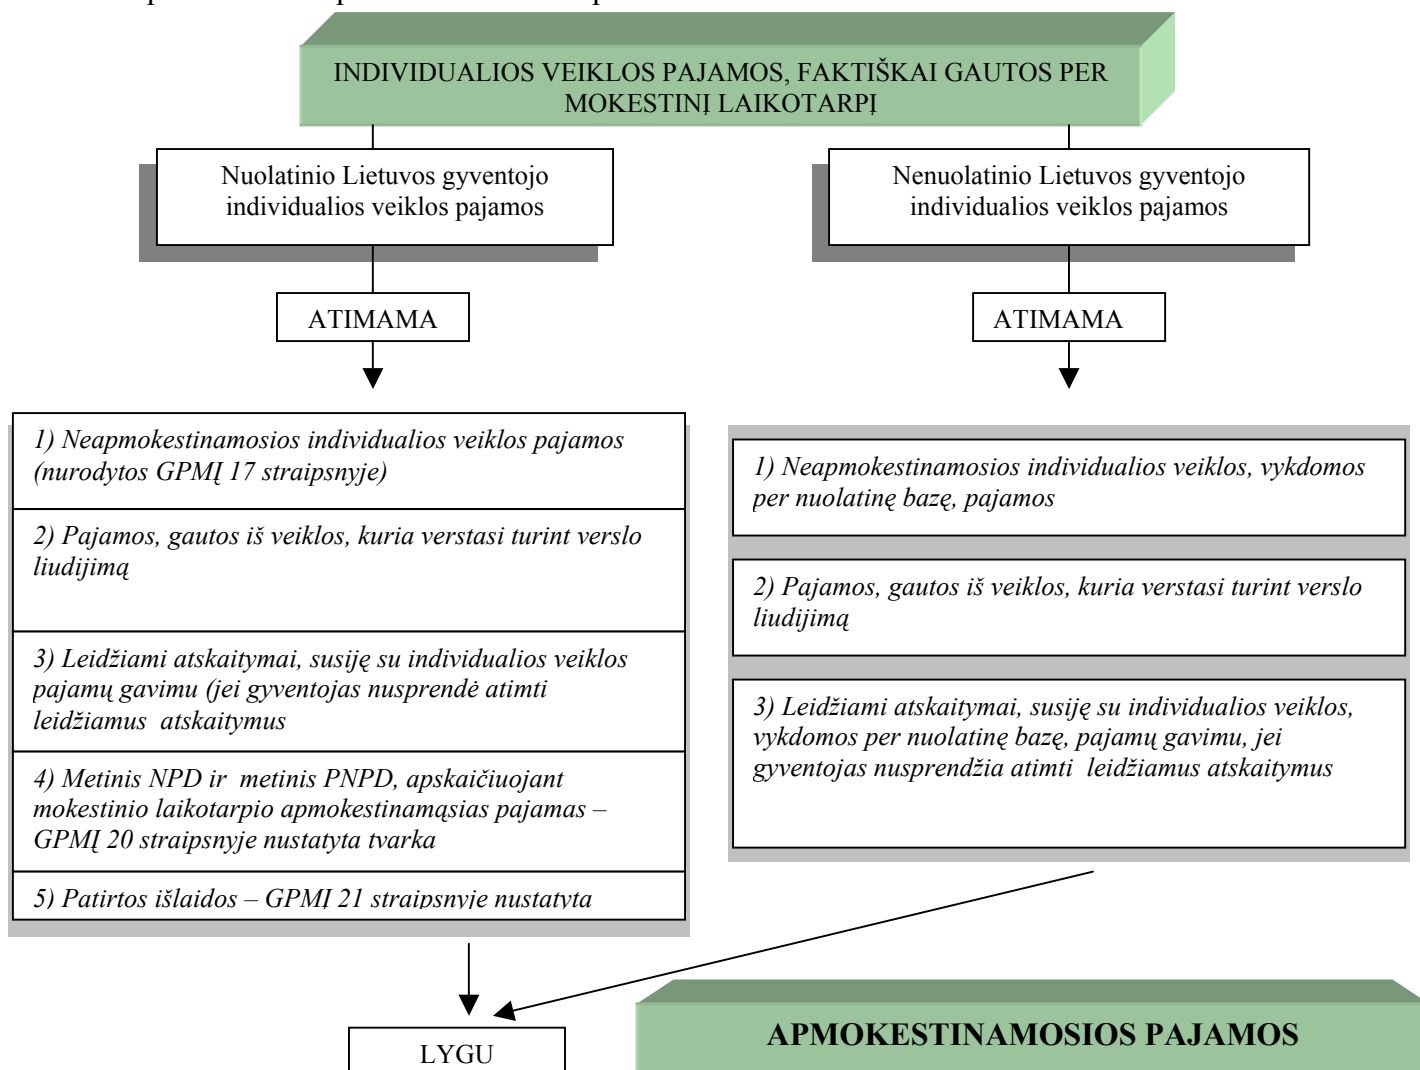 INDIVIDUALIOS VEIKLOS PAJAMOS, FAKTIŠKAI GAUTOS PER
MOKESTINĮ LAIKOTARPĮ
Nuolatinio Lietuvos gyventojo
individualios veiklos pajamos
Nenuolatinio Lietuvos gyventojo
individualios veiklos pajamos
ATIMAMA
ATIMAMA
1) Neapmokestinamosios individualios veiklos pajamos
(nurodytos GPMĮ 17 straipsnyje)
2) Pajamos, gautos iš veiklos, kuria verstasi turint verslo
liudijimą
3) Leidžiami atskaitymai, susiję su individualios veiklos
pajamų gavimu (jei gyventojas nusprendė atimti
leidžiamus atskaitymus
4) Metinis NPD ir metinis PNPD, apskaičiuojant
mokestinio laikotarpio apmokestinamąsias pajamas –
GPMĮ 20 straipsnyje nustatyta tvarka
5) Patirtos išlaidos – GPMĮ 21 straipsnyje nustatyta
1) Neapmokestinamosios individualios veiklos, vykdomos
per nuolatinę bazę, pajamos
2) Pajamos, gautos iš veiklos, kuria verstasi turint verslo
liudijimą
3) Leidžiami atskaitymai, susiję su individualios veiklos,
vykdomos per nuolatinę bazę, pajamų gavimu, jei
gyventojas nusprendžia atimti leidžiamus atskaitymus
LYGU
APMOKESTINAMOSIOS PAJAMOS